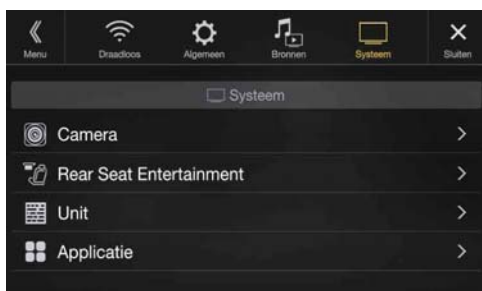 Menu
Draadloos
Algemeen
Bronnen
Systeem
Sluiten
Systeem
Camera
Rear Seat Entertainment
Unit
Applicatie